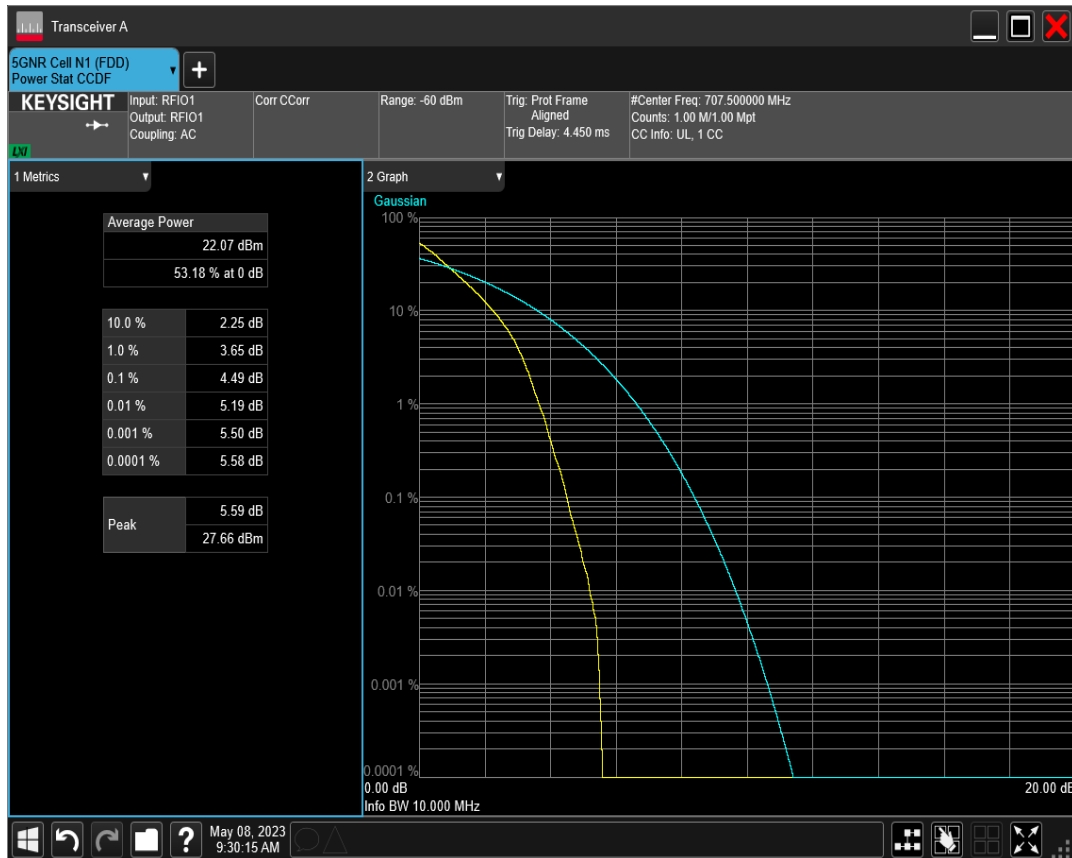 Transceiver A
5GNR Cell N1 (FDD)
Power Stat CCDF
KEYSIGHT
LXI
Input: RFIO1
Output: RFIO1
Coupling: AC
Corr CCorr
Range: -60 dBm
Trig: Prot Frame
Aligned
Trig Delay: 4.450 ms
#Center Freq: 707.500000 MHz
Counts: 1.00 M/1.00 Mpt
CC Info: UL, 1 CC
1 Metrics
Average Power
22.07 dBm
53.18 % at 0 dB
10.0 % 2.25 dB
1.0 % 3.65 dB
0.1 % 4.49 dB
0.01 % 5.19 dB
0.001 % 5.50 dB
0.0001 % 5.58 dB
Peak 5.59 dB
27.66 dBm
2 Graph
Gaussian
100 %
10 %
1 %
0.1 %
0.01 %
0.001 %
0.0001 %
0.00 dB 20.00 dB
Info BW 10.000 MHz
May 08, 2023
9:30:15 AM